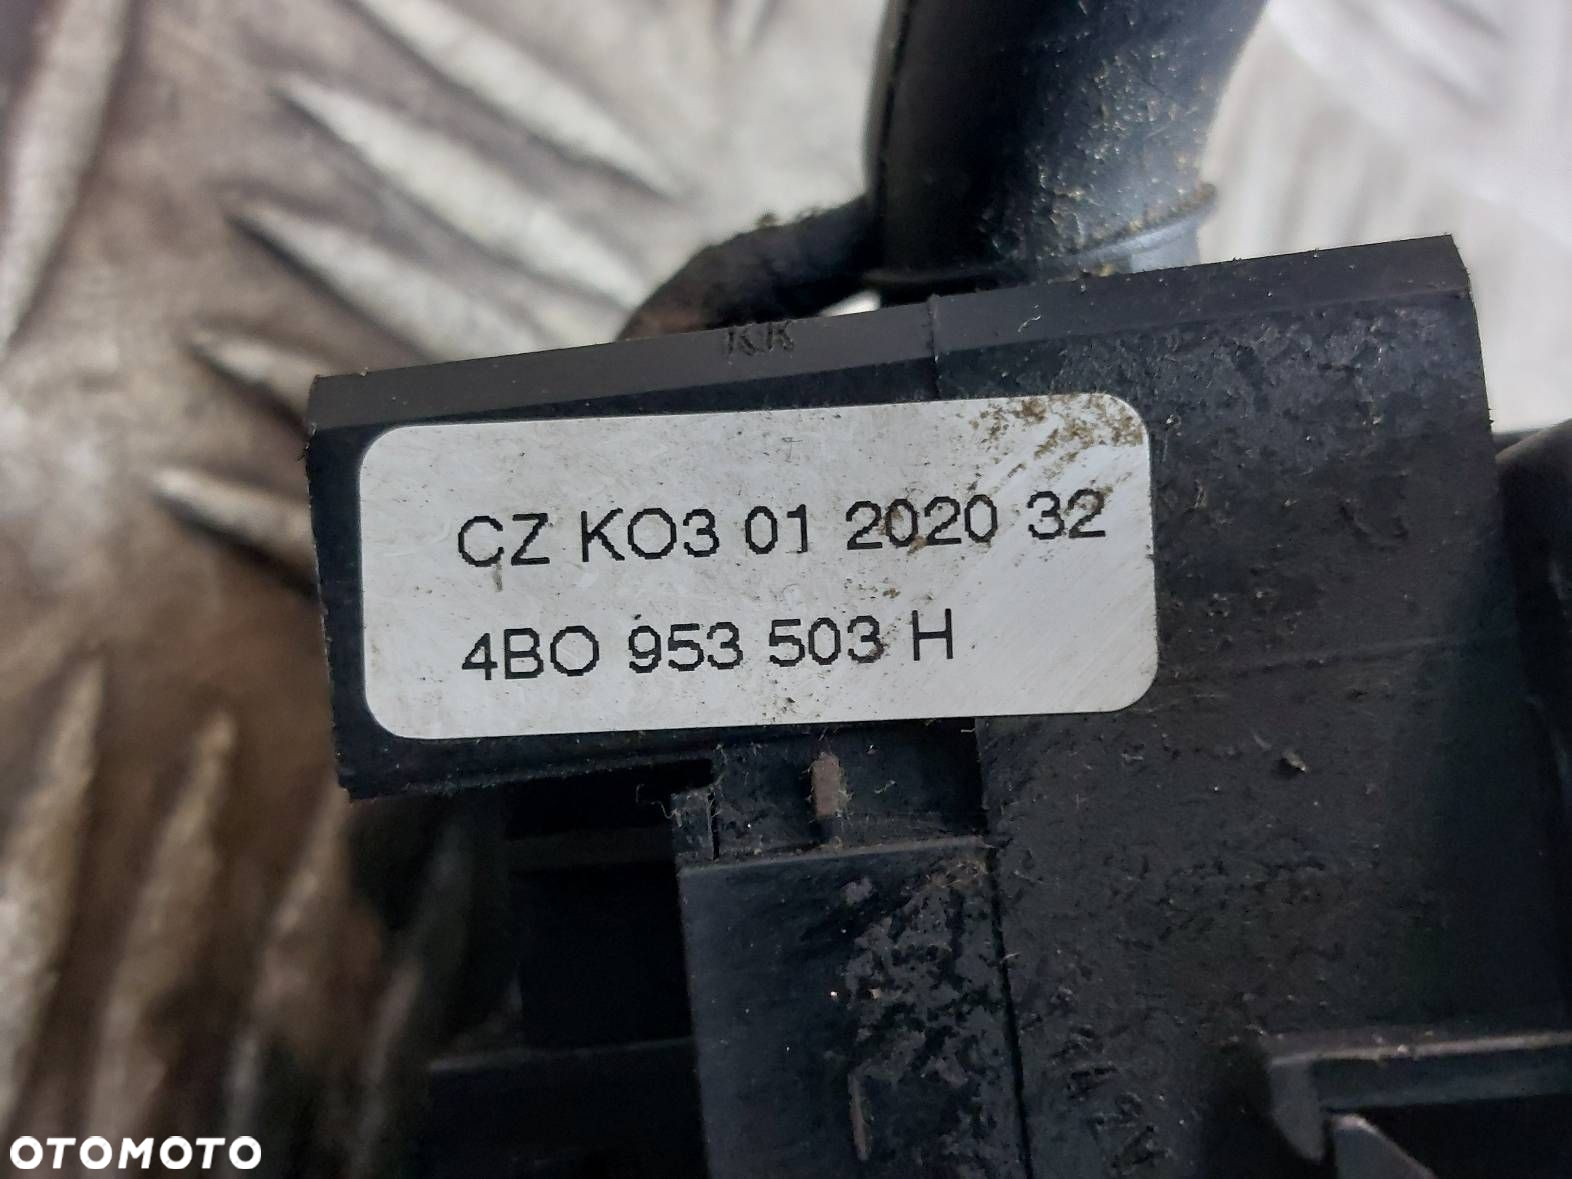 KK
CZ KO3 01 2020 32
4BO 953 503 H
OTOMOTO